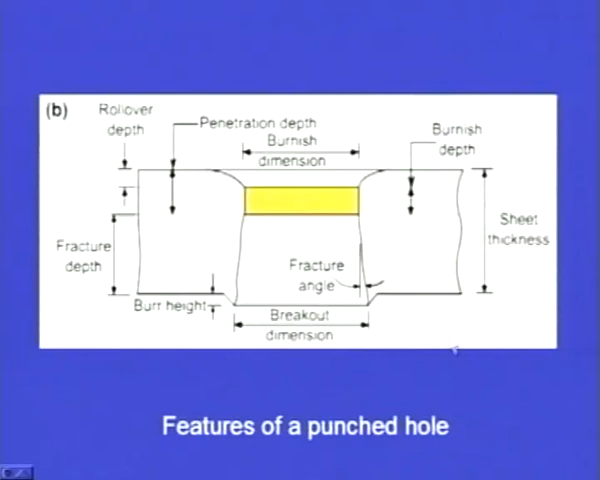 (b)
Rollover
depth
Penetration depth
Burnish
dimension
Burnish
depth
Sheet
thickness
Fracture
depth
Fracture
angle
Burr height
Breakout
dimension
Features of a punched hole